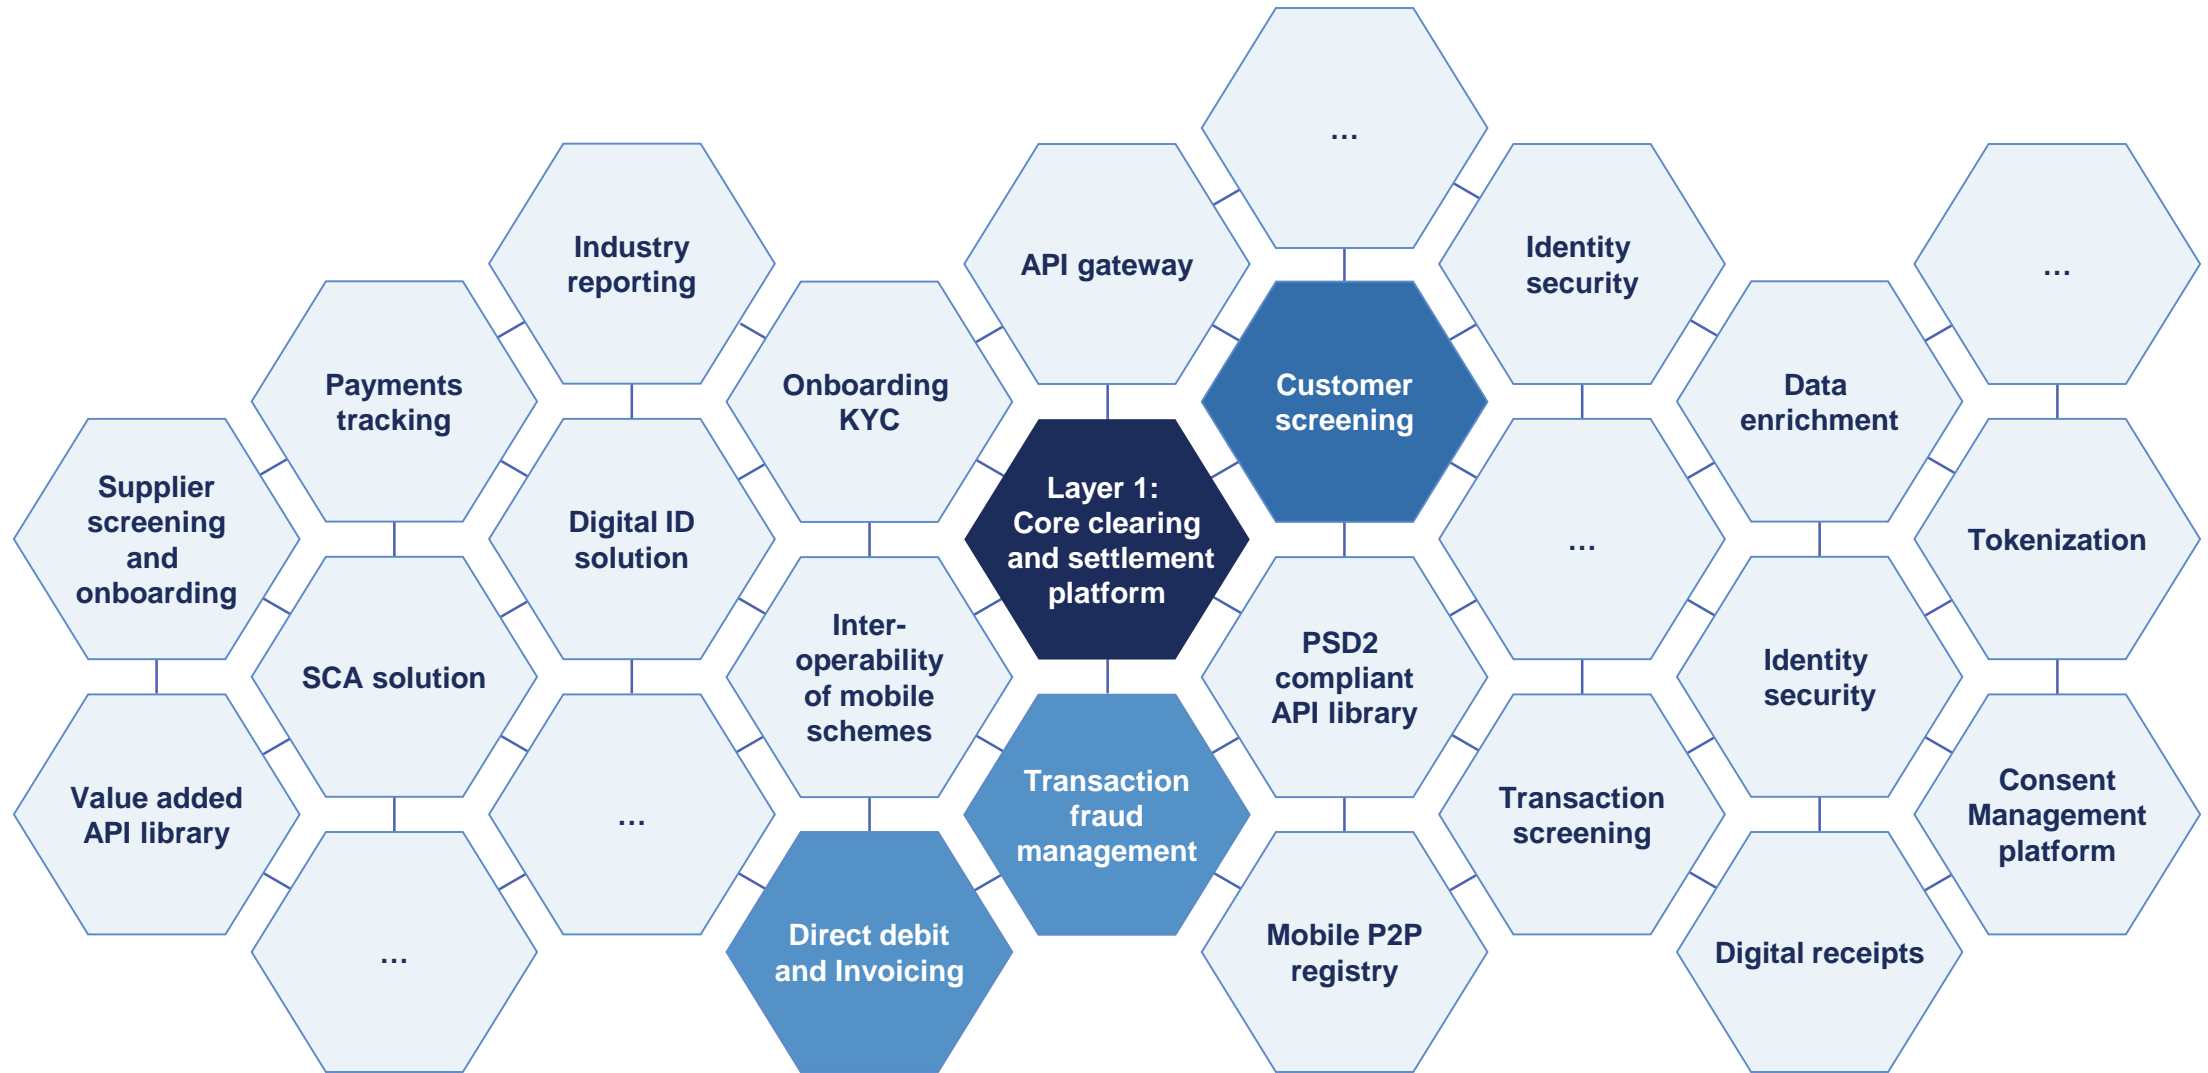 …
Industry
reporting
API gateway
Identity
security
…
Payments
tracking
Onboarding
KYC
Customer
screening
Data
enrichment
Supplier
screening
and
onboarding
Digital ID
solution
Layer 1:
Core clearing
and settlement
platform
…
Tokenization
SCA solution
Inter-
operability
of mobile
schemes
PSD2
compliant
API library
Identity
security
Value added
API library
…
Transaction
fraud
management
Transaction
screening
Consent
Management
platform
…
Direct debit
and Invoicing
Mobile P2P
registry
Digital receipts